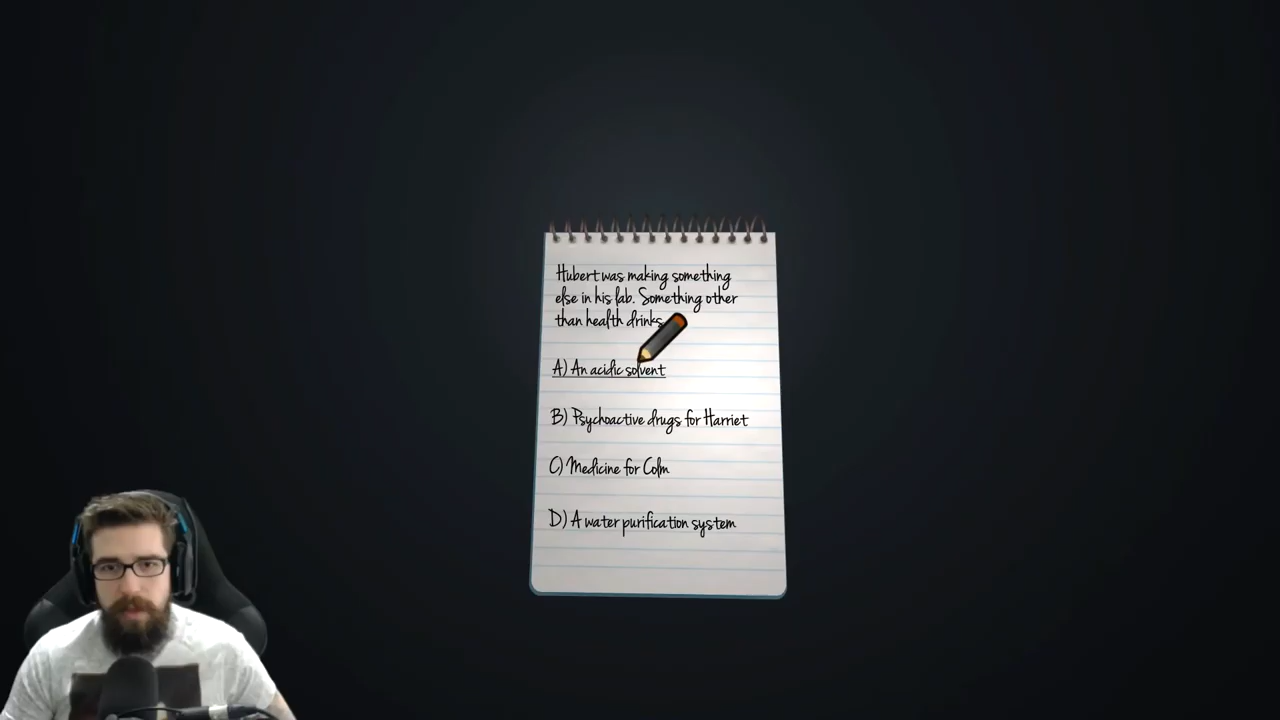 Hubert was making something
else in his lab. Something other
than health drinks
A) An acidic solvent
B) Psychoactive drugs for Harriet
C) Medicine for Colm
D) A water purification system